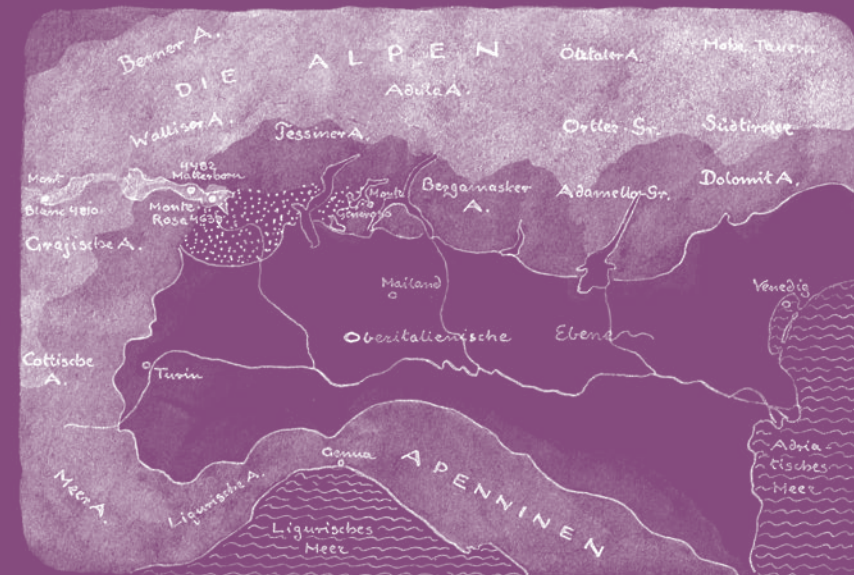 Berner A.
DIE ALPEN
Ötztaler A.
Hohe Tauern
Adula A.
Walliser A.
Tessiner A.
Ortler-Gr.
Südtiroler
Dolomit A.
Mont
Blanc 4810
4482
Matterhorn
Monte
Rosa 4638
Monte
Generoso
Bergamasker
A.
Adamello-Gr.
Grajische A.
Mailand
Venedig
Oberitalienische Ebene
Cottische
A.
Turin
Genua
APENNINEN
Adria-
tisches
Meer
Meer A.
Ligurische A.
Ligurisches
Meer